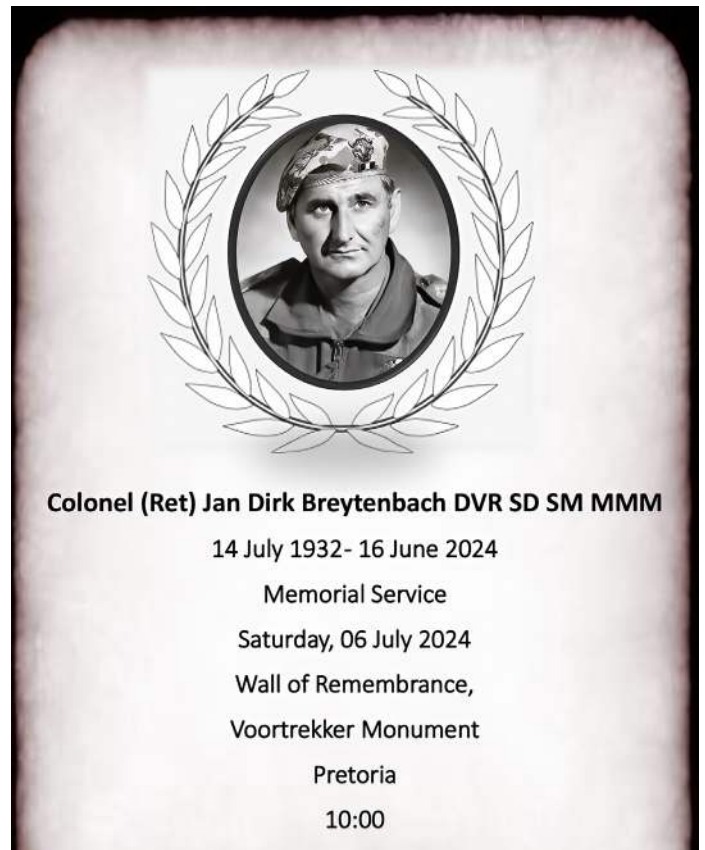 Colonel (Ret) Jan Dirk Breytenbach DVR SD SM MMM
14 July 1932- 16 June 2024
Memorial Service
Saturday, 06 July 2024
Wall of Remembrance,
Voortrekker Monument
Pretoria
10:00